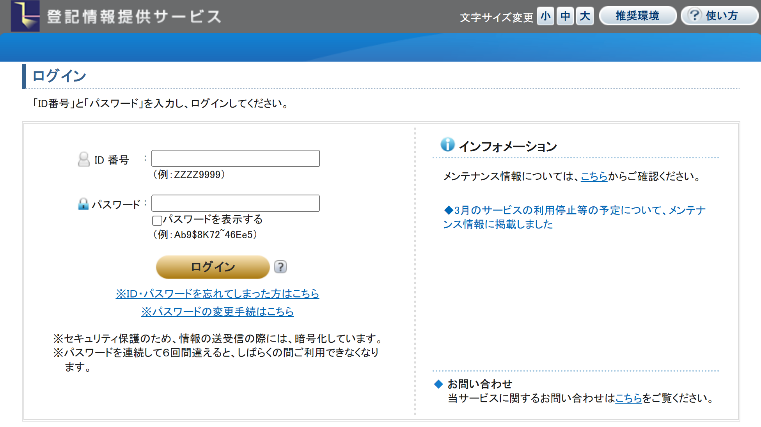 登記情報提供サービス
文字サイズ変更 小 中 大 推奨環境 ? 使い方
ログイン
「ID番号」と「パスワード」を入力し、ログインしてください。
ID 番号 :
(例:ZZZZ9999)
パスワード :
パスワードを表示する
(例:Ab9$8K72~46Ee5)
ログイン ?
※ID・パスワードを忘れてしまった方はこちら
※パスワードの変更手続はこちら
※セキュリティ保護のため、情報の送受信の際には、暗号化しています。
※パスワードを連続して6回間違えると、しばらくの間ご利用できなくなり
ます。
i インフォメーション
メンテナンス情報については、こちらからご確認ください。
◆3月のサービスの利用停止等の予定について、メンテナ
ンス情報に掲載しました
◆ お問い合わせ
当サービスに関するお問い合わせはこちらをご覧ください。